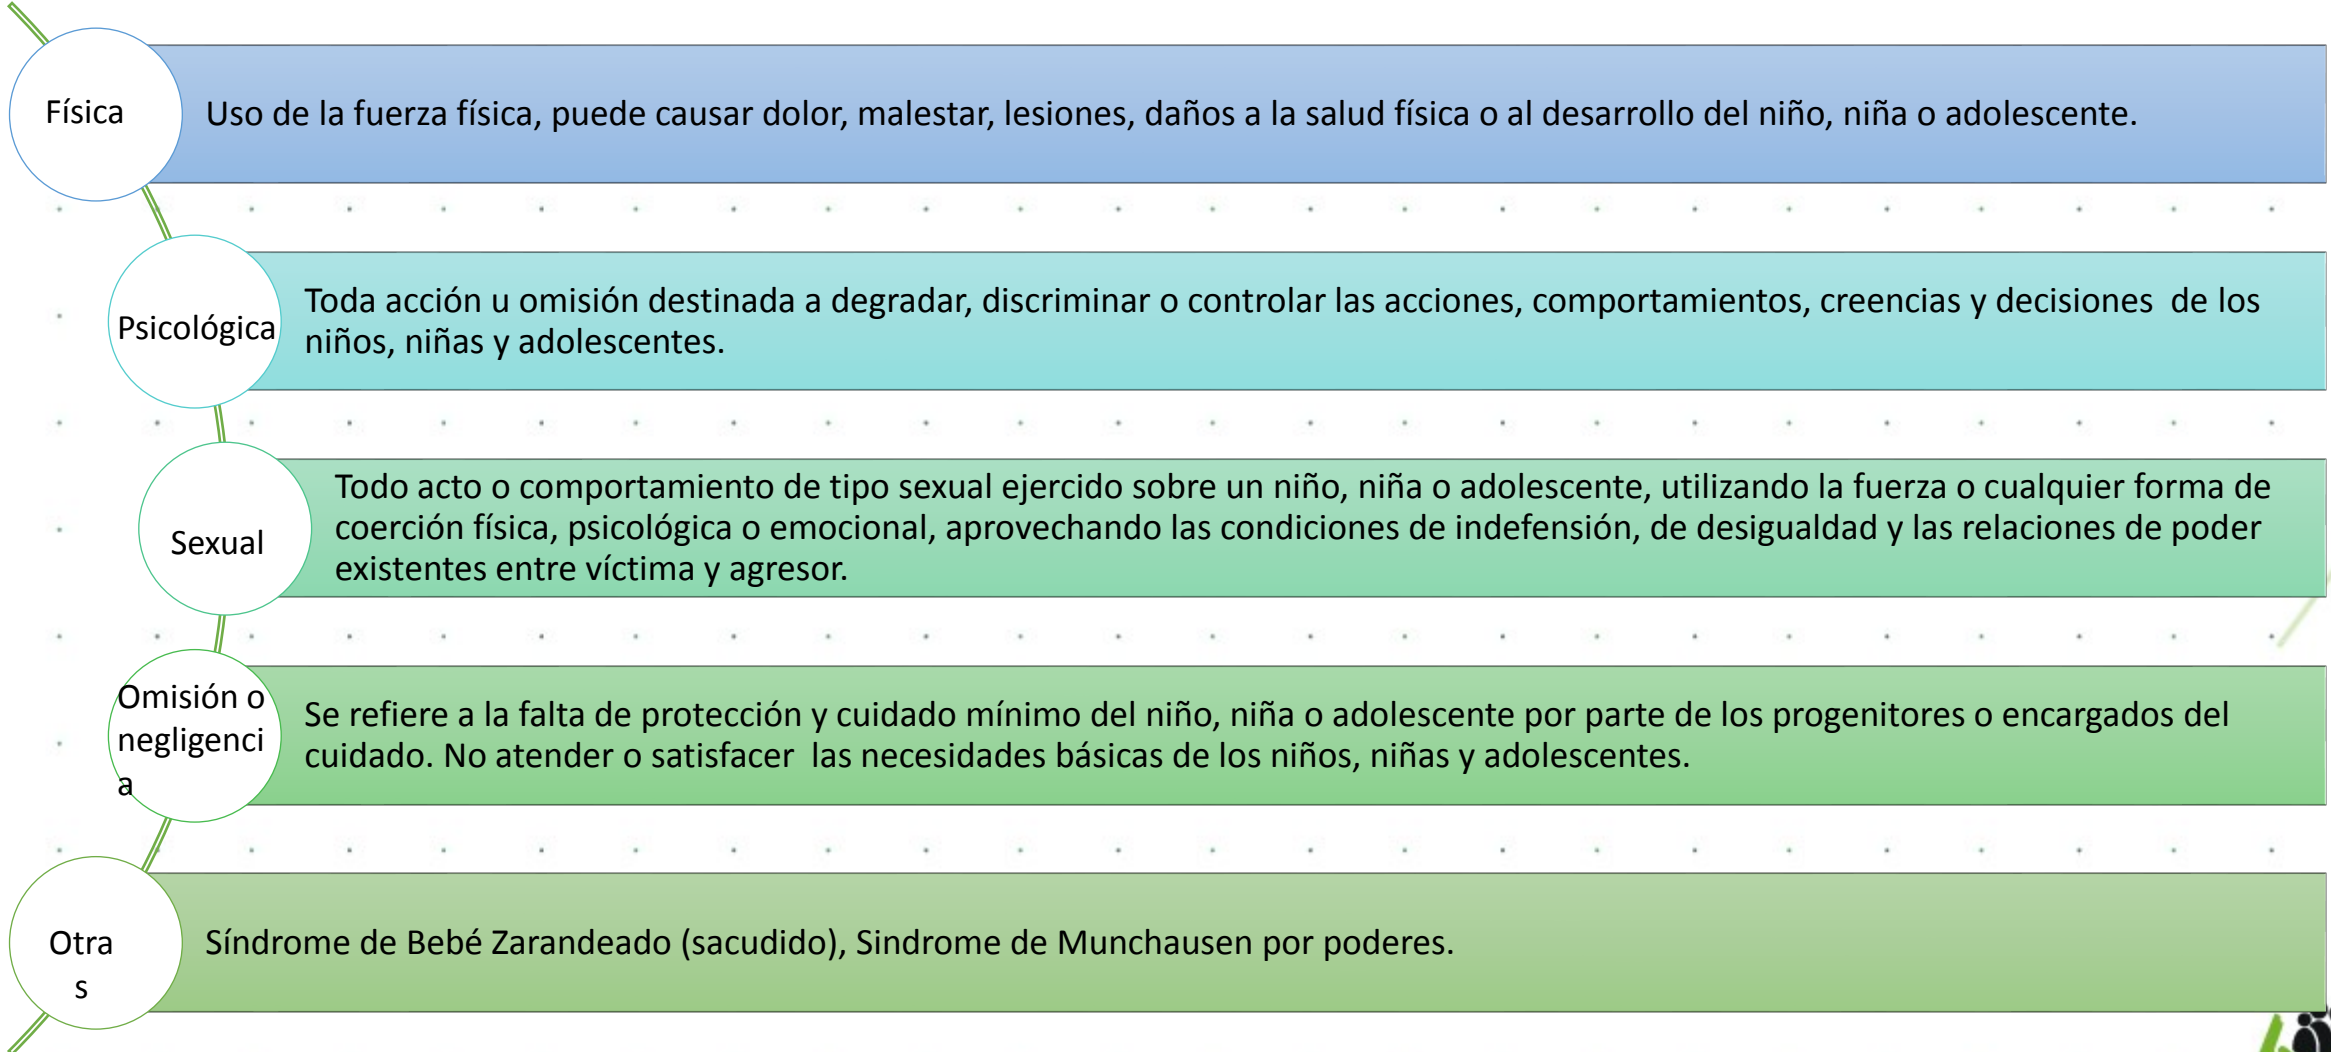 Física
Uso de la fuerza física, puede causar dolor, malestar, lesiones, daños a la salud física o al desarrollo del niño, niña o adolescente.
Psicológica
Toda acción u omisión destinada a degradar, discriminar o controlar las acciones, comportamientos, creencias y decisiones  de los
niños, niñas y adolescentes.
Sexual
Todo acto o comportamiento de tipo sexual ejercido sobre un niño, niña o adolescente, utilizando la fuerza o cualquier forma de
coerción física, psicológica o emocional, aprovechando las condiciones de indefensión, de desigualdad y las relaciones de poder
existentes entre víctima y agresor.
Omisión o
negligenci
a
Se refiere a la falta de protección y cuidado mínimo del niño, niña o adolescente por parte de los progenitores o encargados del
cuidado. No atender o satisfacer  las necesidades básicas de los niños, niñas y adolescentes.
Otra
s
Síndrome de Bebé Zarandeado (sacudido), Sindrome de Munchausen por poderes.